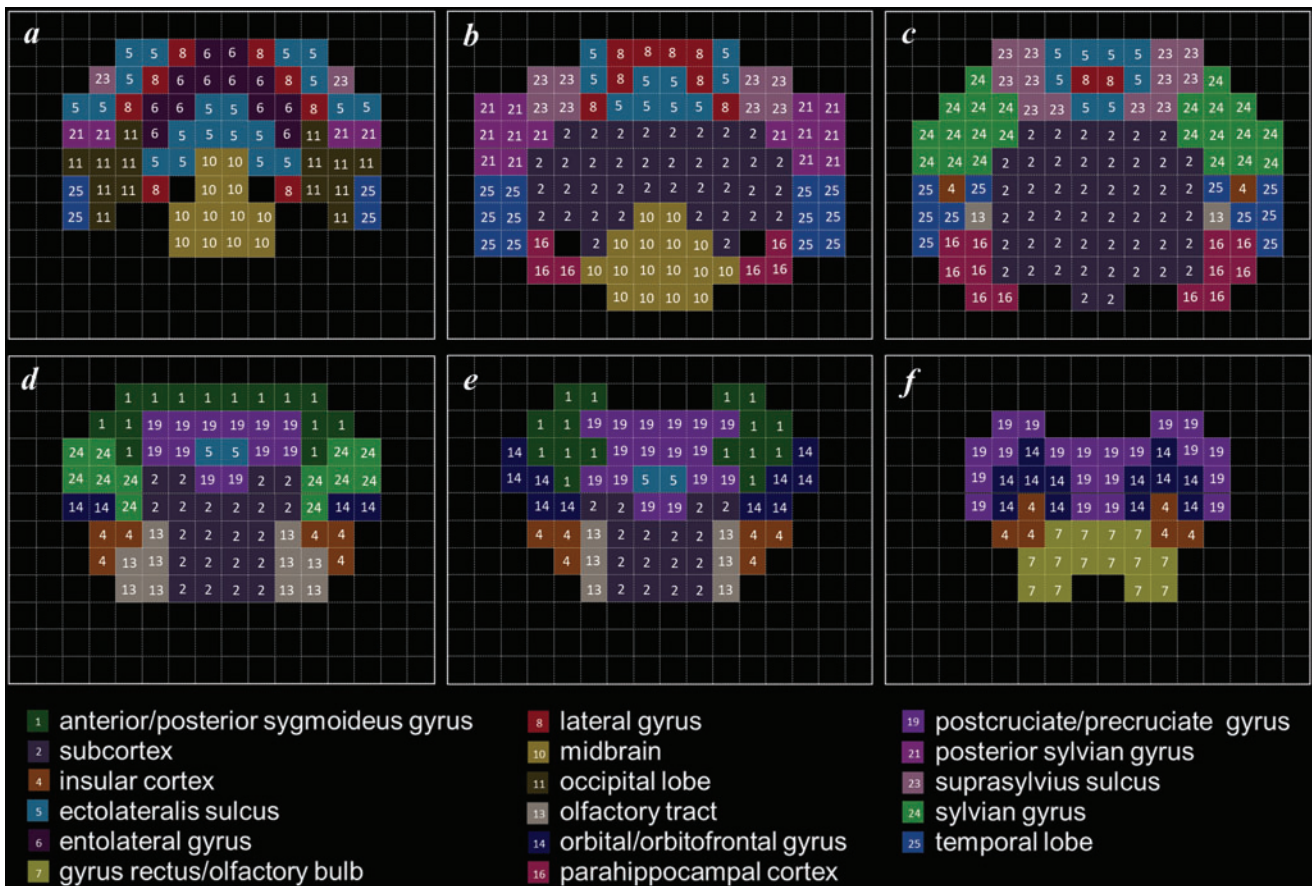 a
5 5 8 6 6 8 5 5
23 5 8 6 6 6 6 8 5 23
5 5 8 6 6 5 5 6 6 8 5 5
21 21 11 6 5 5 5 5 6 11 21 21
11 11 11 5 5 10 10 5 5 11 11 11
25 11 11 8 10 10 8 11 11 25
25 11 10 10 10 10 11 25
10 10 10 10
b
5 8 8 8 8 5
23 23 5 8 5 5 8 5 23 23
21 21 23 23 8 5 5 5 5 8 23 23 21 21
21 21 21 2 2 2 2 2 2 2 2 21 21 21
21 21 2 2 2 2 2 2 2 2 2 2 21 21
25 25 2 2 2 2 2 2 2 2 2 2 25 25
25 25 2 2 2 2 10 10 2 2 2 2 25 25
25 25 16 2 10 10 10 10 2 16 25 25
16 16 10 10 10 10 10 10 16 16
10 10 10 10
c
23 23 5 5 5 5 23 23
24 23 23 5 8 8 5 23 23 24
24 24 24 23 23 5 5 23 23 24 24 24
24 24 24 24 2 2 2 2 2 2 24 24 24 24
24 24 24 2 2 2 2 2 2 2 2 24 24 24
25 4 25 2 2 2 2 2 2 2 2 25 4 25
25 25 13 2 2 2 2 2 2 2 2 13 25 25
25 16 16 2 2 2 2 2 2 2 2 16 16 25
16 16 2 2 2 2 2 2 2 2 16 16
16 16 2 2 16 16
d
1 1 1 1 1 1 1 1
1 1 19 19 19 19 19 19 1 1
24 24 1 19 19 5 5 19 19 1 24 24
24 24 24 2 2 19 19 2 2 24 24 24
14 14 24 2 2 2 2 2 2 24 14 14
4 4 13 2 2 2 2 13 4 4
4 13 13 2 2 2 2 13 13 4
13 13 2 2 2 2 13 13
e
1 1 1 1
1 1 19 19 19 19 19 19 1 1
14 1 1 1 19 19 19 19 1 1 1 14
14 14 1 19 19 5 5 19 19 1 14 14
14 14 2 2 19 19 2 2 14 14
4 4 13 2 2 2 2 13 4 4
4 13 2 2 2 2 13 4
13 2 2 2 2 13
f
19 19 19 19
19 19 14 19 19 19 19 14 19 19
19 14 14 14 19 19 14 14 14 19
19 14 4 14 19 19 14 4 14 19
4 4 7 7 7 7 4 4
7 7 7 7 7 7
7 7 7 7
1 anterior/posterior sygmoideus gyrus
2 subcortex
4 insular cortex
5 ectolateralis sulcus
6 entolateral gyrus
7 gyrus rectus/olfactory bulb
8 lateral gyrus
10 midbrain
11 occipital lobe
13 olfactory tract
14 orbital/orbitofrontal gyrus
16 parahippocampal cortex
19 postcruciate/precruciate gyrus
21 posterior sylvian gyrus
23 suprasylvius sulcus
24 sylvian gyrus
25 temporal lobe